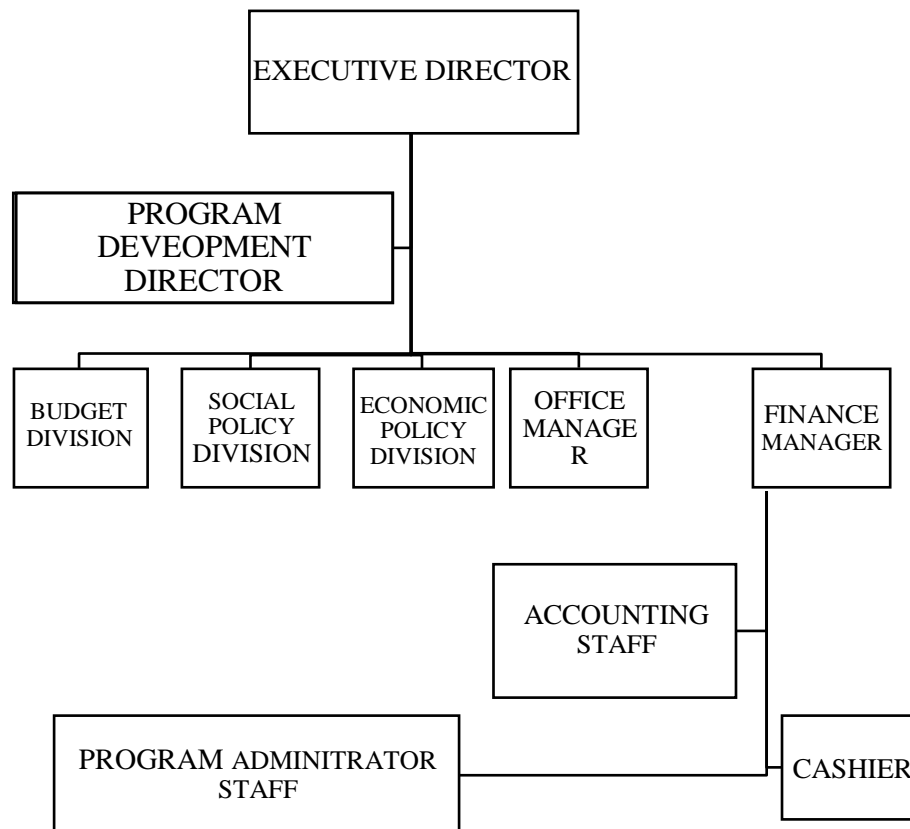 EXECUTIVE DIRECTOR
PROGRAM
DEVEOPMENT
DIRECTOR
BUDGET
DIVISION
SOCIAL
POLICY
DIVISION
ECONOMIC
POLICY
DIVISION
OFFICE
MANAGE
R
FINANCE
MANAGER
ACCOUNTING
STAFF
PROGRAM ADMINITRATOR
STAFF
CASHIER